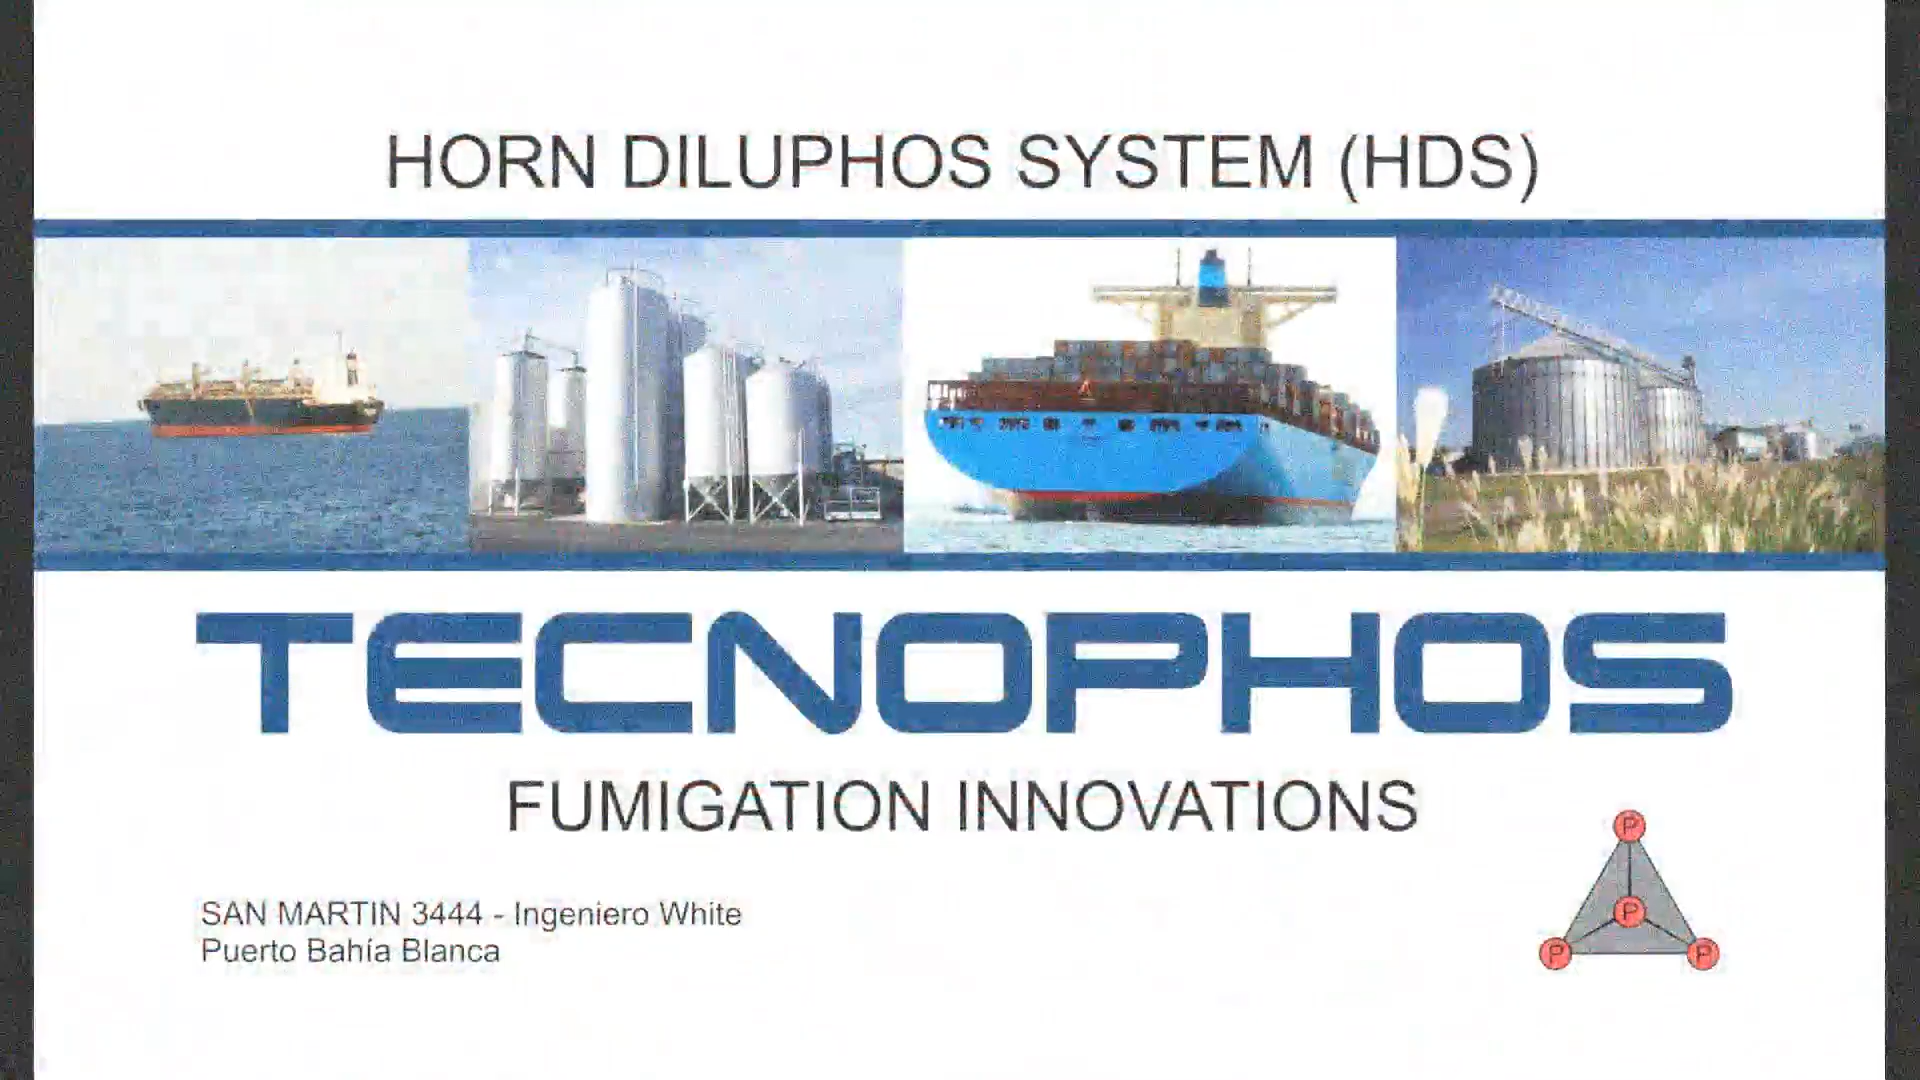 HORN DILUPHOS SYSTEM (HDS)
TECNOPHOS
FUMIGATION INNOVATIONS
SAN MARTIN 3444 - Ingeniero White
Puerto Bahía Blanca
P
P
P
P